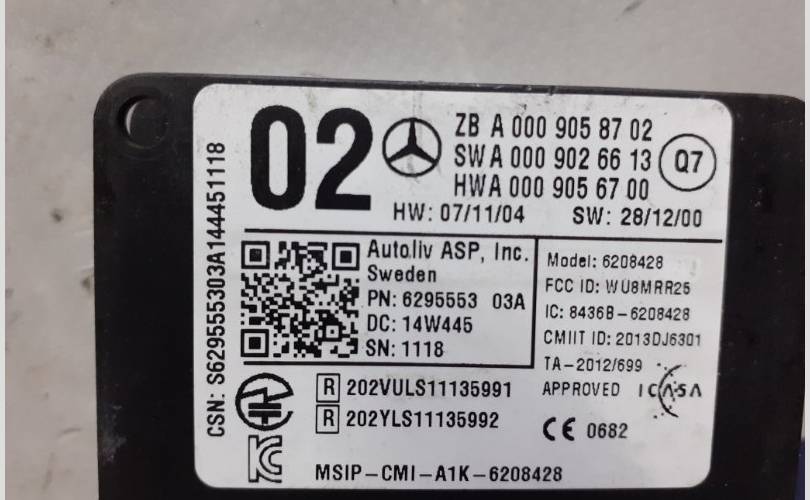 02
ZB A 000 905 87 02
SW A 000 902 66 13
HWA 000 905 67 00
Q7
HW: 07/11/04 SW: 28/12/00
Autoliv ASP, Inc.
Sweden
PN: 6295553 03A
DC: 14W445
SN: 1118
Model: 6208428
FCC ID: WU8MRR25
IC: 8436B-6208428
CMIIT ID: 2013DJ6301
TA-2012/699
APPROVED ICASA
CSN: S629555303A144451118
R 202VULS11135991
R 202YLS11135992
CE 0682
MSIP-CMI-A1K-6208428